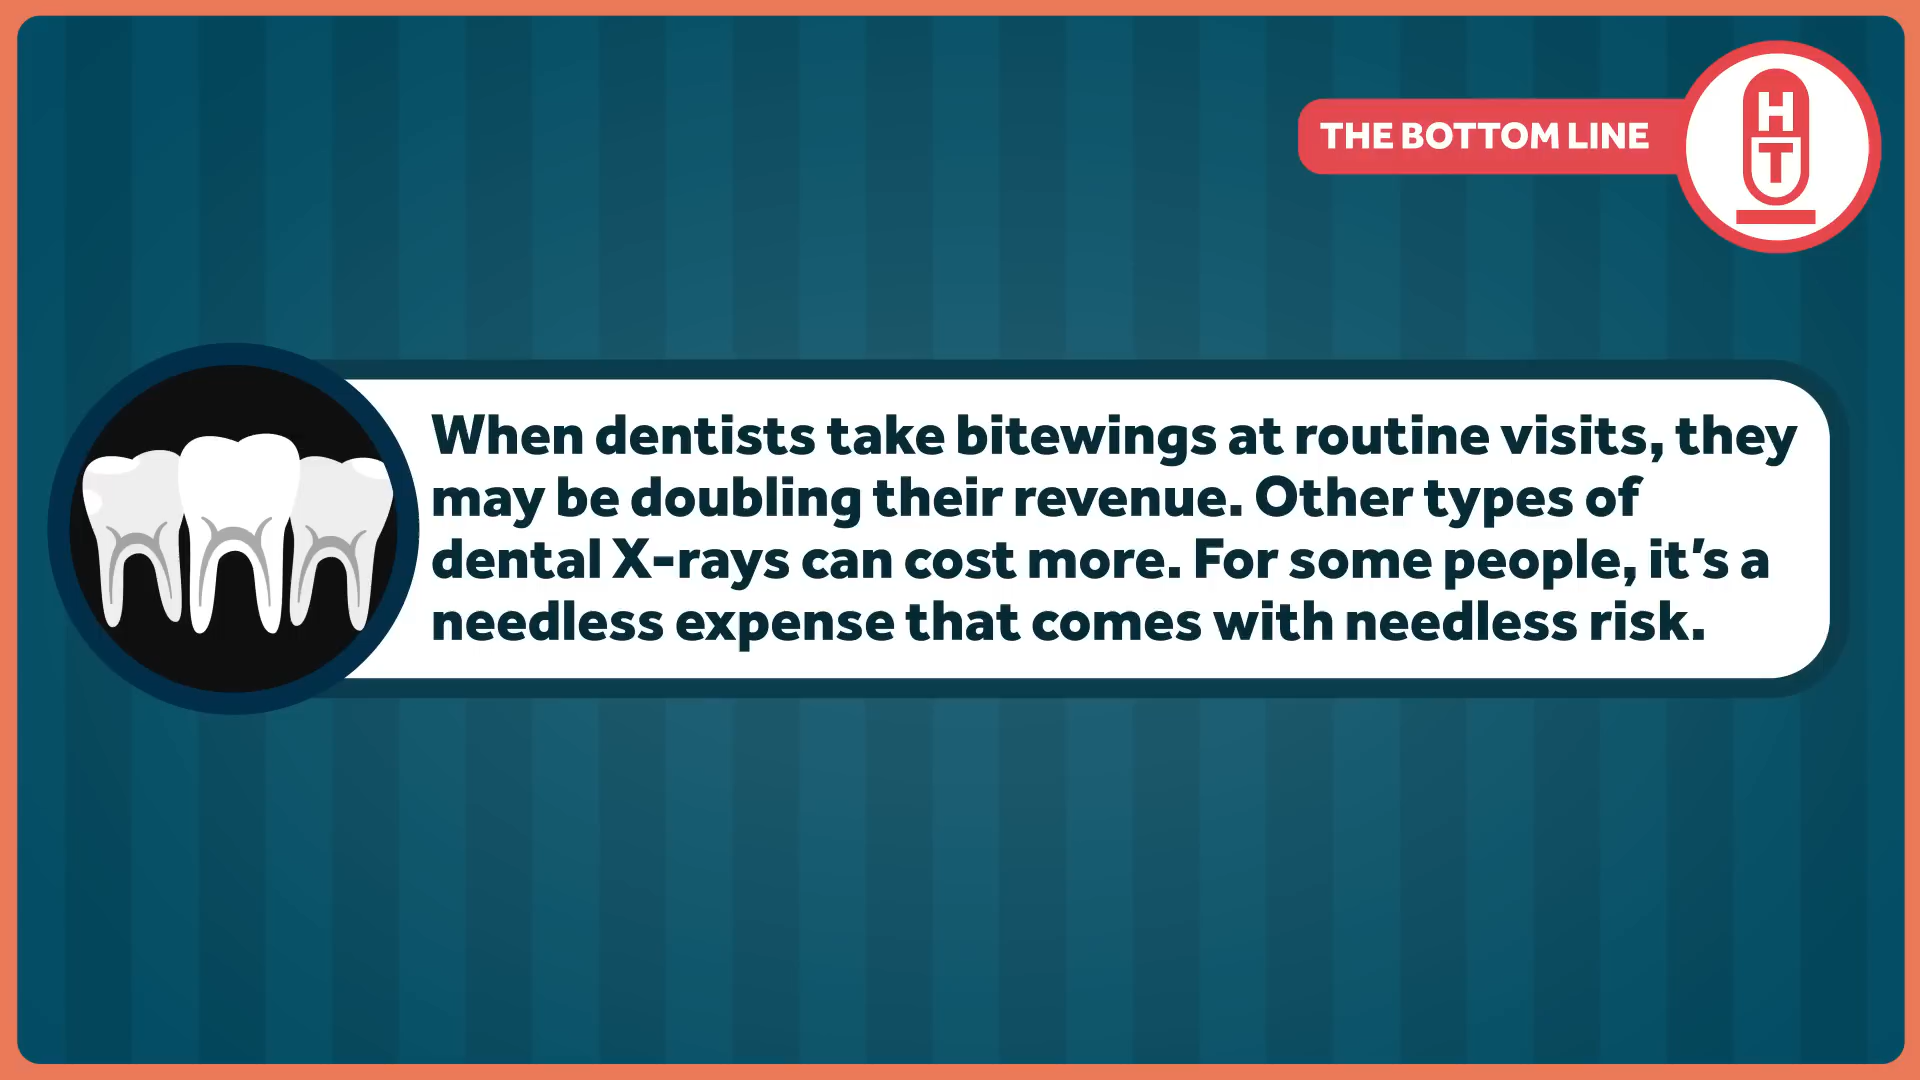 THE BOTTOM LINE
H
T
When dentists take bitewings at routine visits, they
may be doubling their revenue. Other types of
dental X-rays can cost more. For some people, it’s a
needless expense that comes with needless risk.